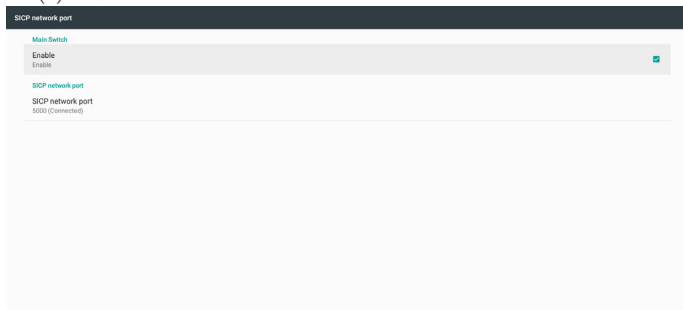 SICP network port
Main Switch
Enable
Enable
SICP network port
SICP network port
5000 (Connected)